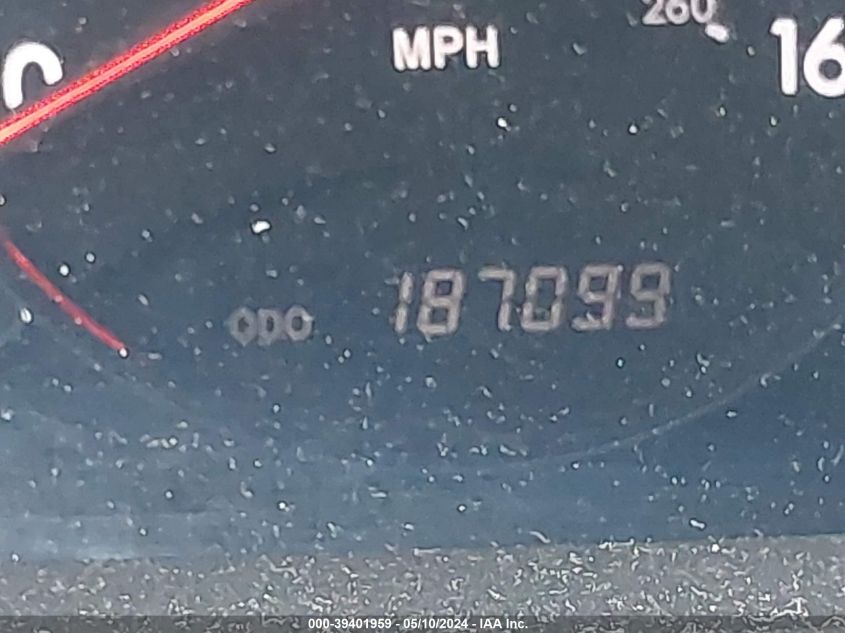 260
MPH
16
ODO 187099
000-39401959 - 05/10/2024 - IAA Inc.